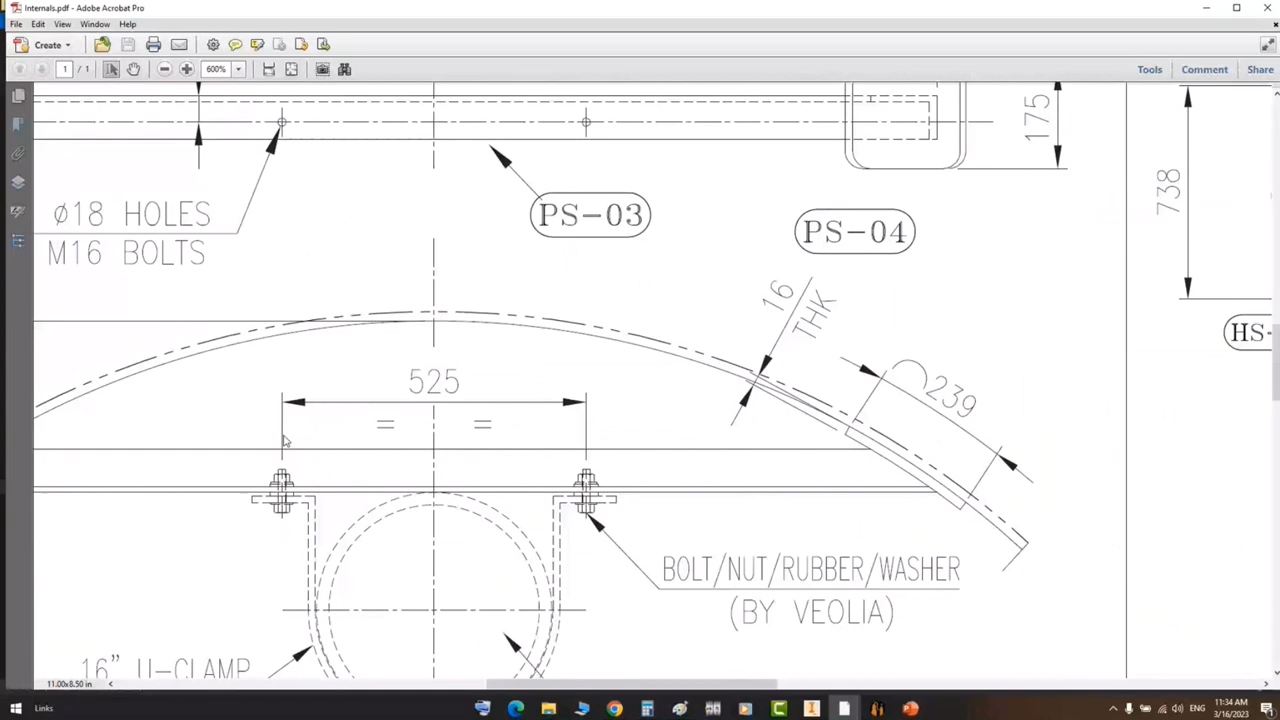 Internals.pdf - Adobe Acrobat Pro
File Edit View Window Help
Create
1 / 1
600%
Tools Comment Share
175
738
ø18 HOLES
M16 BOLTS
PS-03
PS-04
16
THK
HS-
525
239
= =
BOLT/NUT/RUBBER/WASHER
(BY VEOLIA)
16" U-CLAMP
11.00x8.50 in
Links
ENG
11:34 AM
3/16/2023